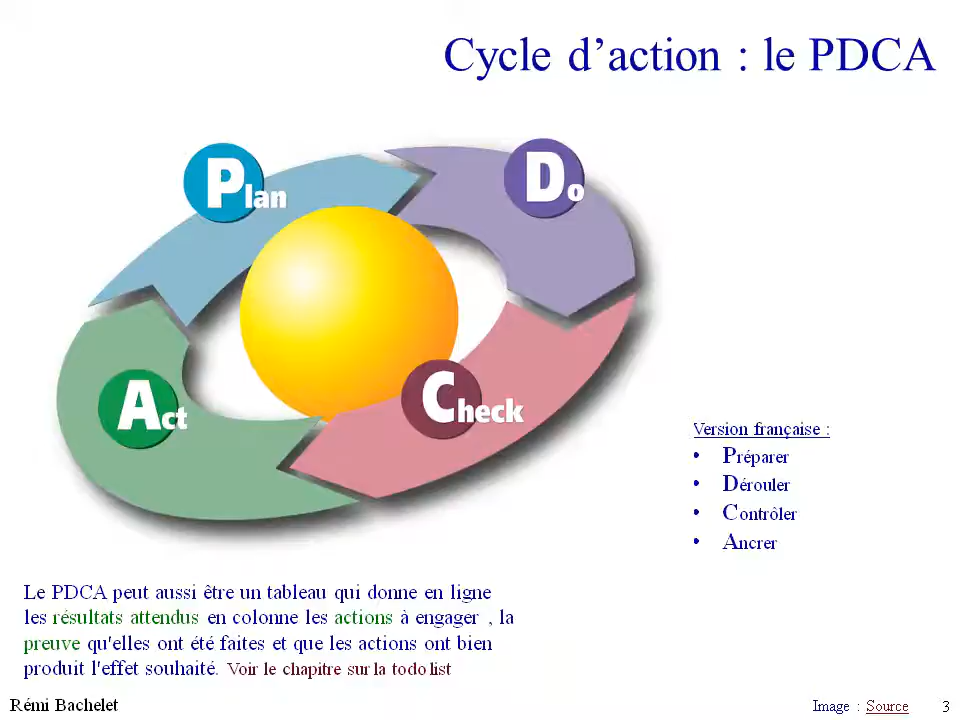 Cycle d’action : le PDCA
Plan
Do
Act
Check
Version française :
• Préparer
• Dérouler
• Contrôler
• Ancrer
Le PDCA peut aussi être un tableau qui donne en ligne
les résultats attendus en colonne les actions à engager , la
preuve qu'elles ont été faites et que les actions ont bien
produit l'effet souhaité. Voir le chapitre sur la todo list
Rémi Bachelet
Image : Source
3